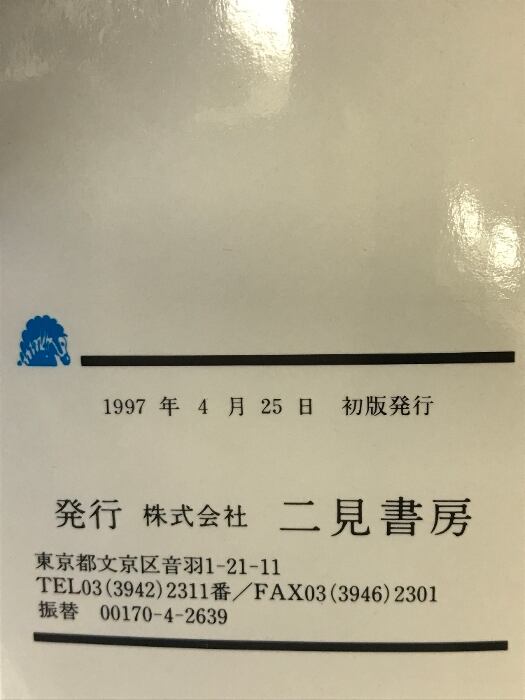 1997 年 4 月 25 日 初版発行
発行 株式会社 二見書房
東京都文京区音羽1-21-11
TEL03(3942)2311番／FAX03(3946)2301
振替 00170-4-2639